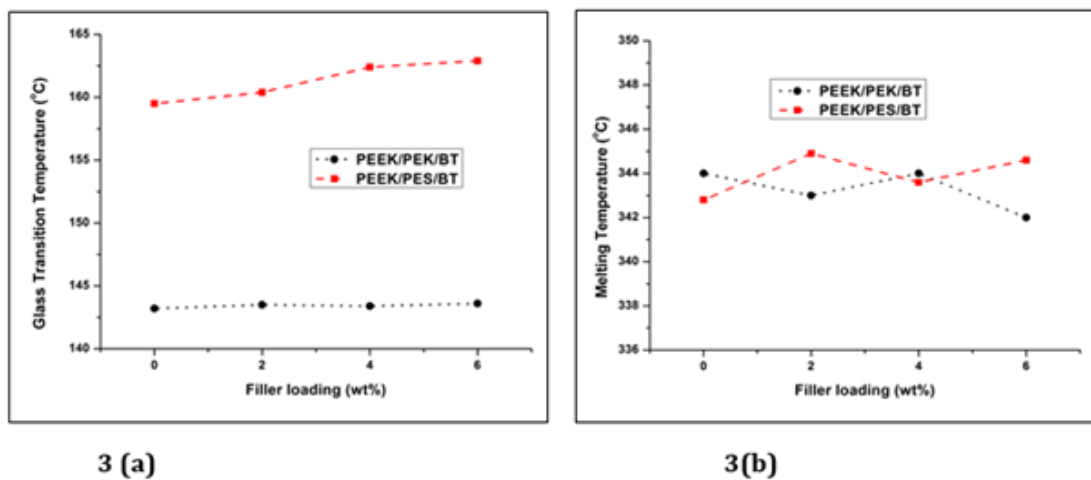 165
160
155
150
145
140
Glass Transition Temperature (°C)
PEEK/PEK/BT
PEEK/PES/BT
0 2 4 6
Filler loading (wt%)
350
348
346
344
342
340
338
336
Melting Temperature (°C)
PEEK/PEK/BT
PEEK/PES/BT
0 2 4 6
Filler loading (wt%)
3 (a)
3(b)